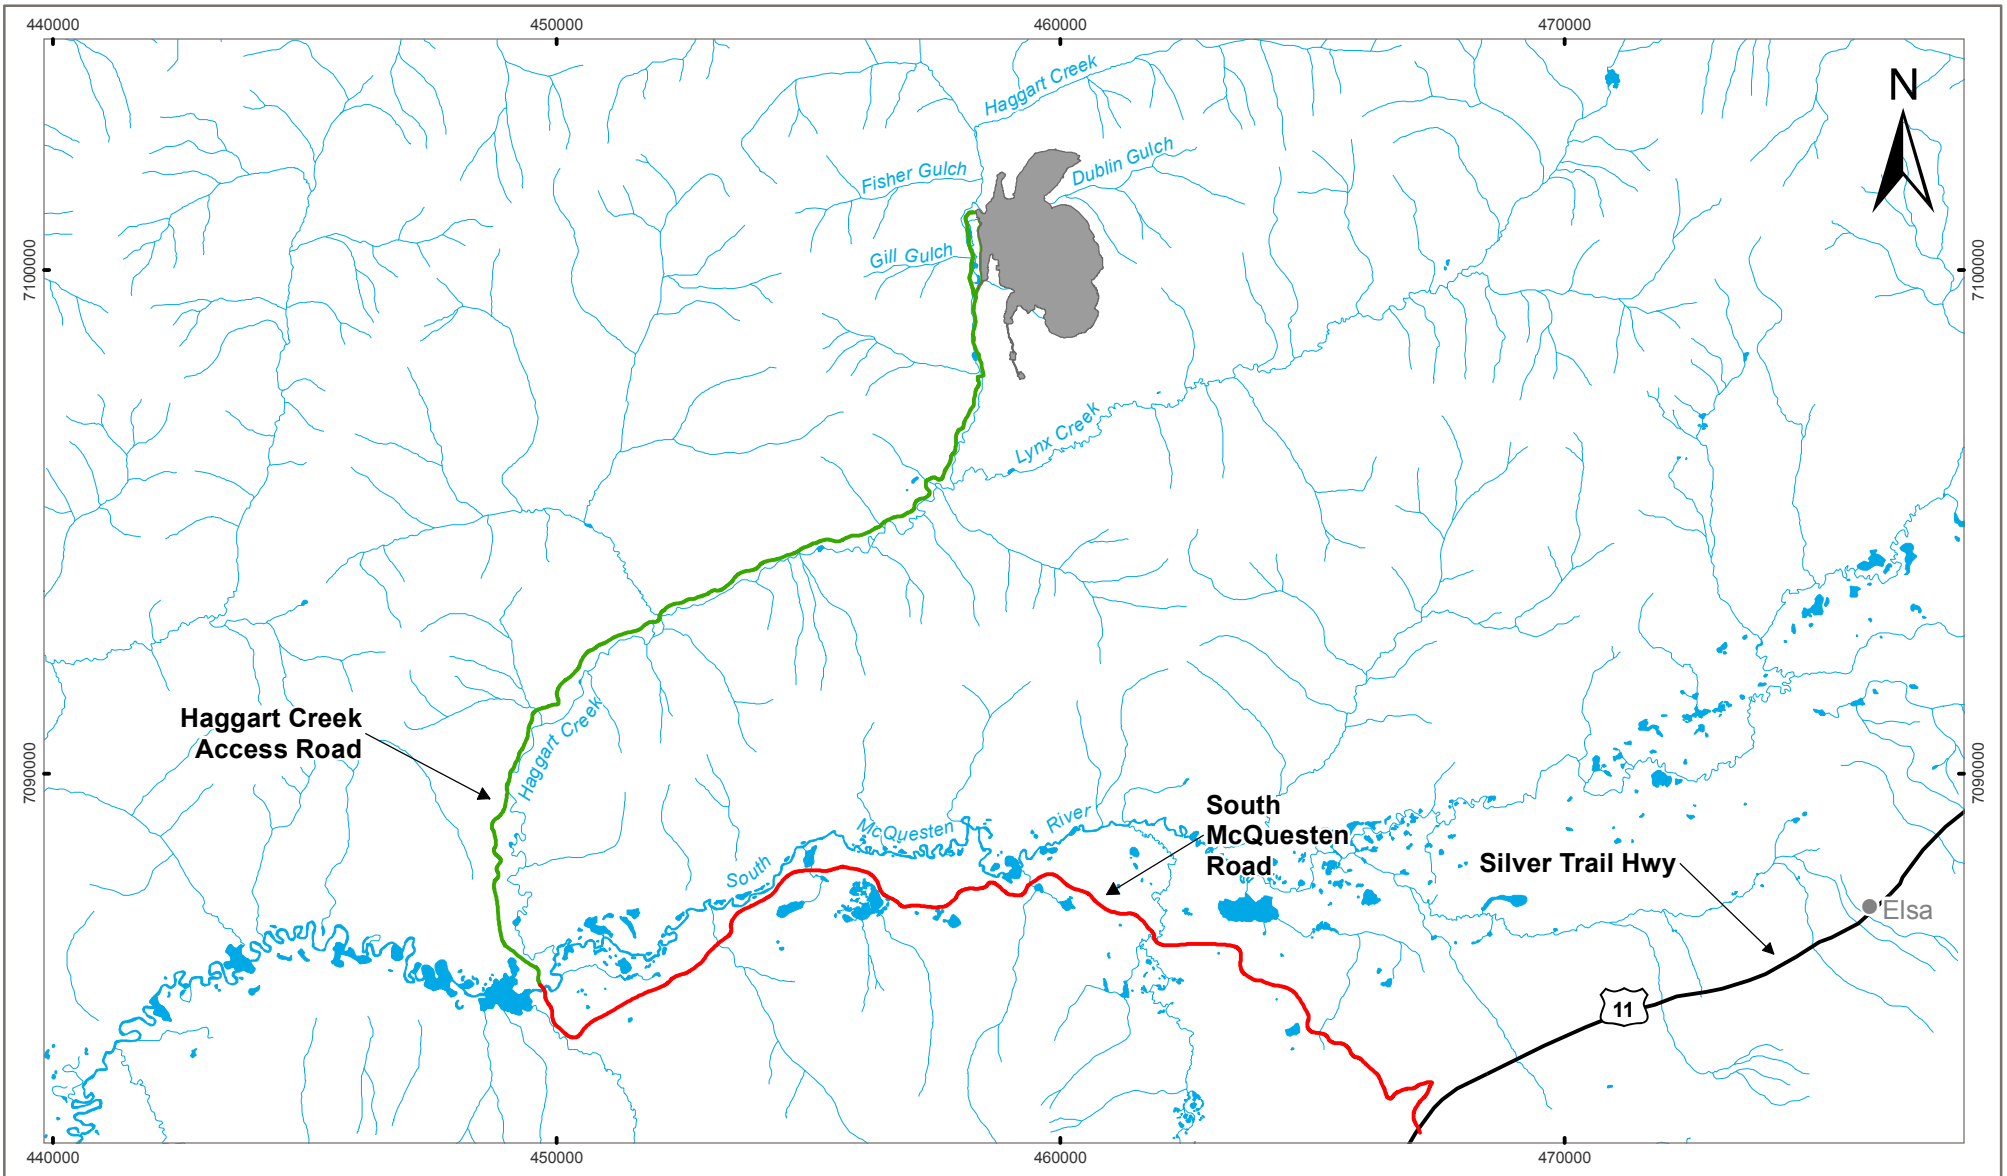 440000
450000
460000
470000
N
Haggart Creek
Dublin Gulch
Fisher Gulch
Gill Gulch
7100000
7100000
Lynx Creek
Haggart Creek
Access Road
Haggart Creek
7090000
7090000
South
McQuesten
River
South
McQuesten
Road
Silver Trail Hwy
Elsa
11
440000
450000
460000
470000